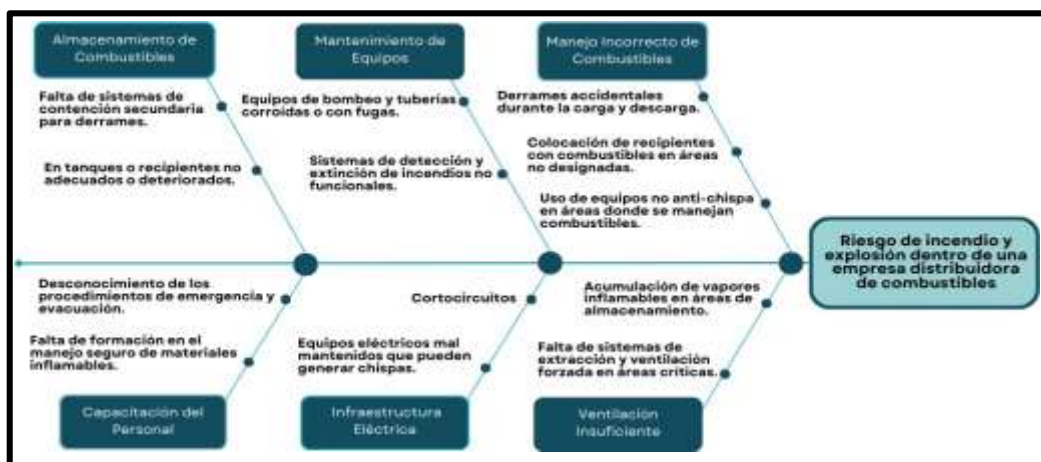 Almacenamiento de
Combustibles
Falta de sistemas de
contención secundaria
para derrames.
En tanques o recipientes no
adecuados o deteriorados.
Mantenimiento de
Equipos
Equipos de bombeo y tuberías
corroidas o con fugas.
Sistemas de detección y
extinción de incendios no
funcionales.
Manejo Incorrecto de
Combustibles
Derrames accidentales
durante la carga y descarga.
Colocación de recipientes
con combustibles en áreas
no designadas.
Uso de equipos no anti-chispa
en áreas donde se manejan
combustibles.
Riesgo de incendio y
explosión dentro de una
empresa distribuidora
de combustibles
Desconocimiento de los
procedimientos de emergencia y
evacuación.
Falta de formación en el
manejo seguro de materiales
inflamables.
Capacitación del
Personal
Cortocircuitos
Equipos eléctricos mal
mantenidos que pueden
generar chispas.
Infraestructura
Eléctrica
Acumulación de vapores
inflamables en áreas de
almacenamiento.
Falta de sistemas de
extracción y ventilación
forzada en áreas críticas.
Ventilación
Insuficiente